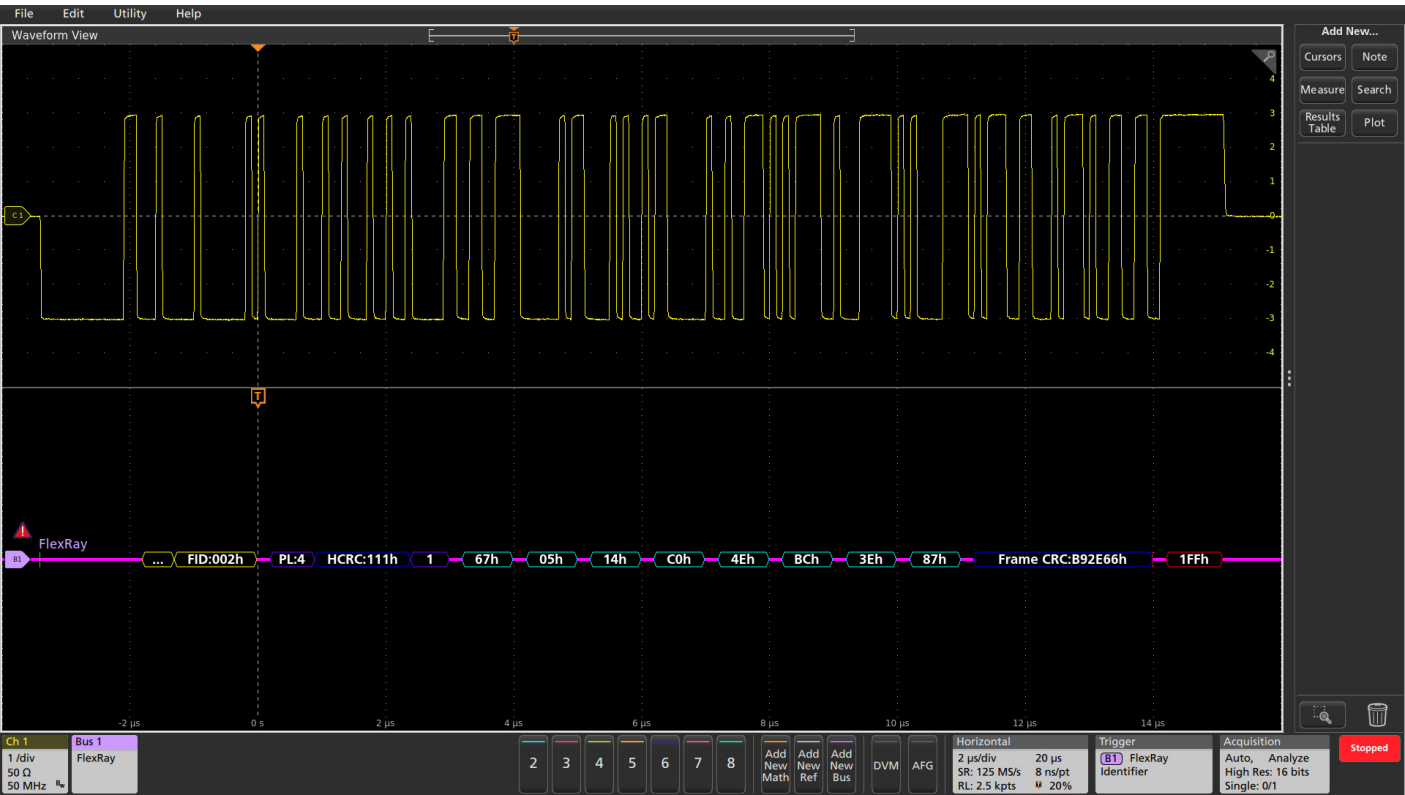 File Edit Utility Help
Waveform View
Add New...
Cursors Note
Measure Search
Results Table Plot
T
4
3
2
1
0
-1
-2
-3
-4
C1
T
FlexRay
B1
... FID:002h PL:4 HCRC:111h 1 67h 05h 14h C0h 4Eh BCh 3Eh 87h Frame CRC:B92E66h 1FFh
-2 µs 0 s 2 µs 4 µs 6 µs 8 µs 10 µs 12 µs 14 µs
Ch 1
1 /div
50 Ω
50 MHz Bw
Bus 1
FlexRay
2 3 4 5 6 7 8
Add New Math
Add New Ref
Add New Bus
DVM
AFG
Horizontal
2 µs/div 20 µs
SR: 125 MS/s 8 ns/pt
RL: 2.5 kpts 20%
Trigger
B1 FlexRay
Identifier
Acquisition
Auto, Analyze
High Res: 16 bits
Single: 0/1
Stopped